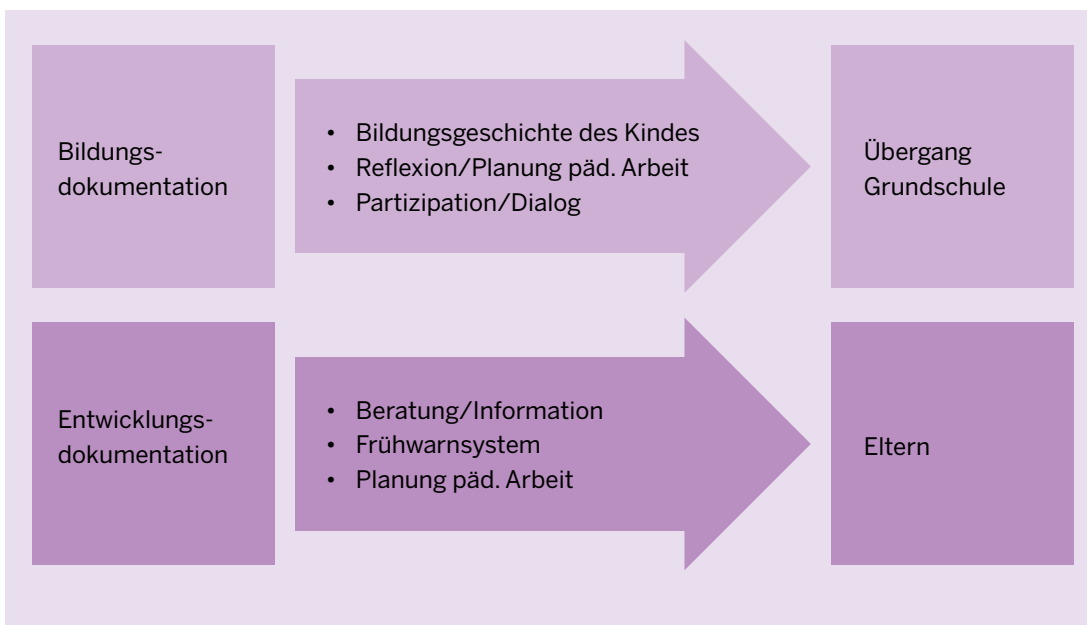 Bildungs-
dokumentation
• Bildungsgeschichte des Kindes
• Reflexion/Planung päd. Arbeit
• Partizipation/Dialog
Übergang
Grundschule
Entwicklungs-
dokumentation
• Beratung/Information
• Frühwarnsystem
• Planung päd. Arbeit
Eltern